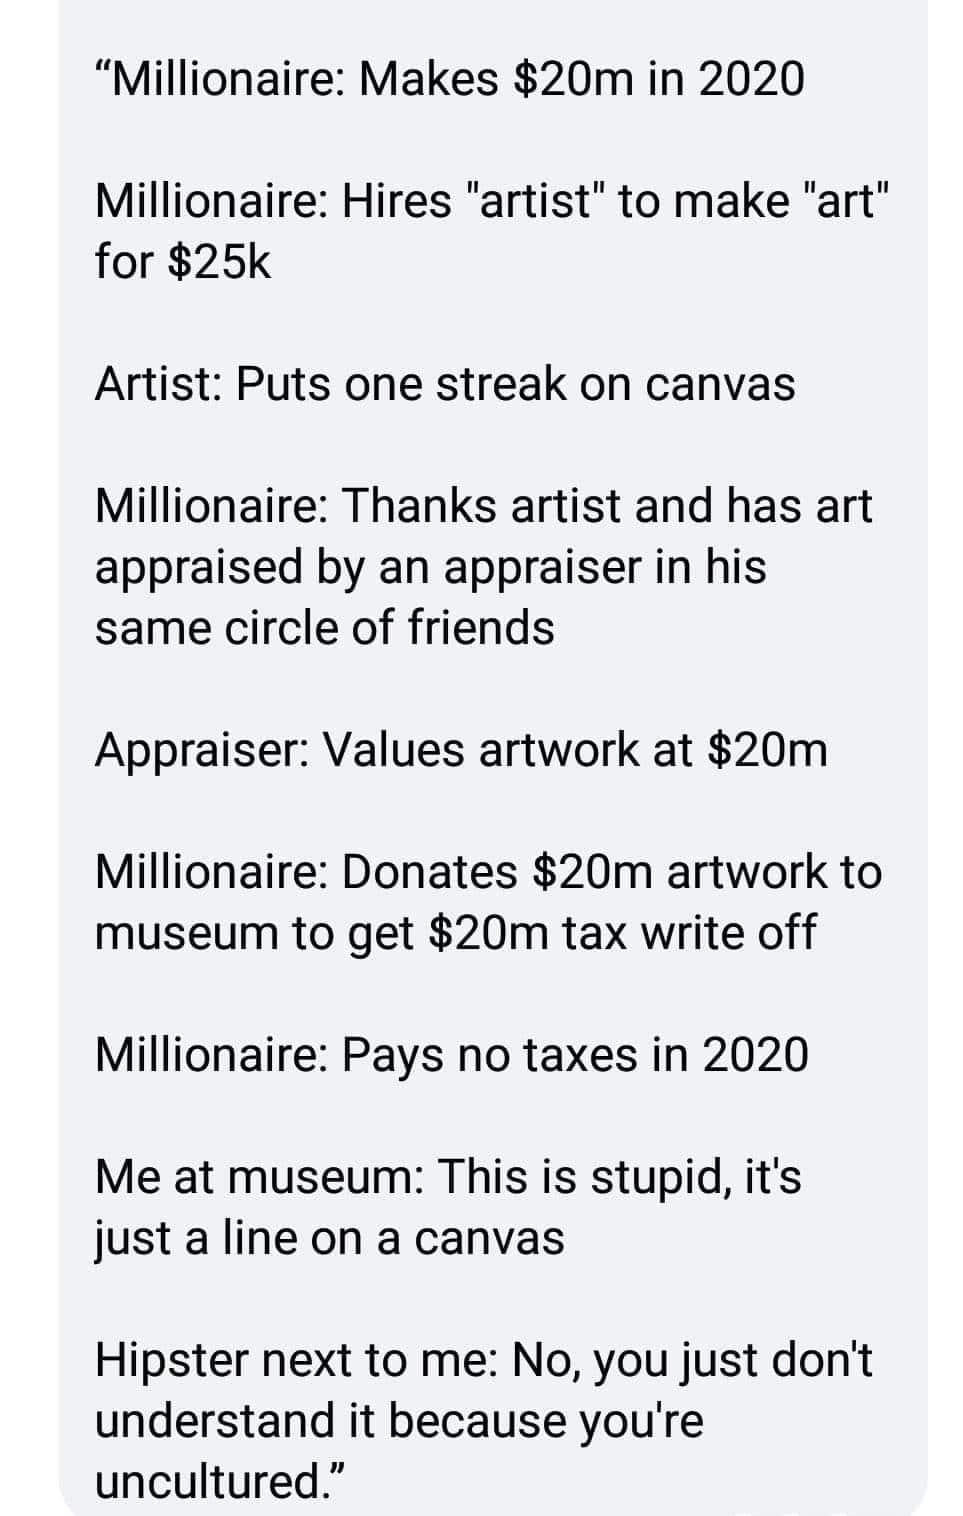 “Millionaire: Makes $20m in 2020
Millionaire: Hires "artist" to make "art"
for $25k
Artist: Puts one streak on canvas
Millionaire: Thanks artist and has art
appraised by an appraiser in his
same circle of friends
Appraiser: Values artwork at $20m
Millionaire: Donates $20m artwork to
museum to get $20m tax write off
Millionaire: Pays no taxes in 2020
Me at museum: This is stupid, it's
just a line on a canvas
Hipster next to me: No, you just don't
understand it because you're
uncultured.”